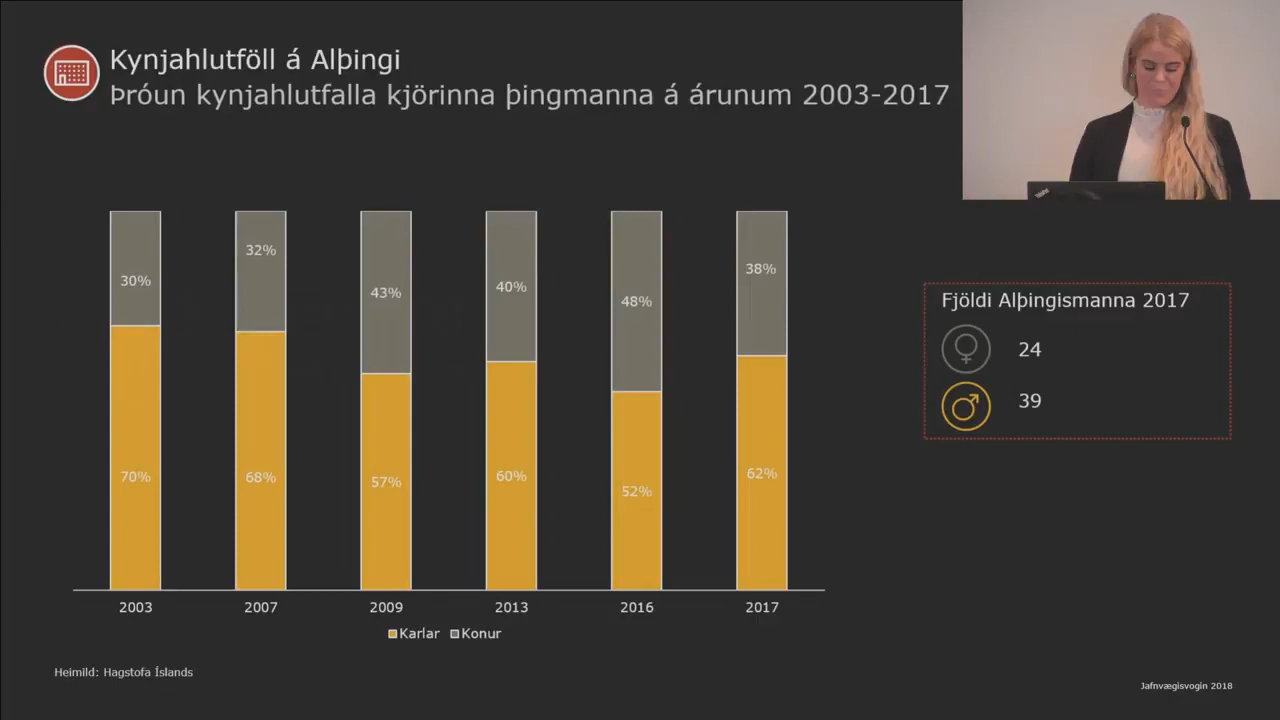 Kynjahlutföll á Alþingi
Þróun kynjahlutfalla kjörinna þingmanna á árunum 2003-2017
30%
32%
43%
40%
48%
38%
70%
68%
57%
60%
52%
62%
2003
2007
2009
2013
2016
2017
Karlar
Konur
Fjöldi Alþingismanna 2017
24
39
Heimild: Hagstofa Íslands
Jafnvægisvogin 2018